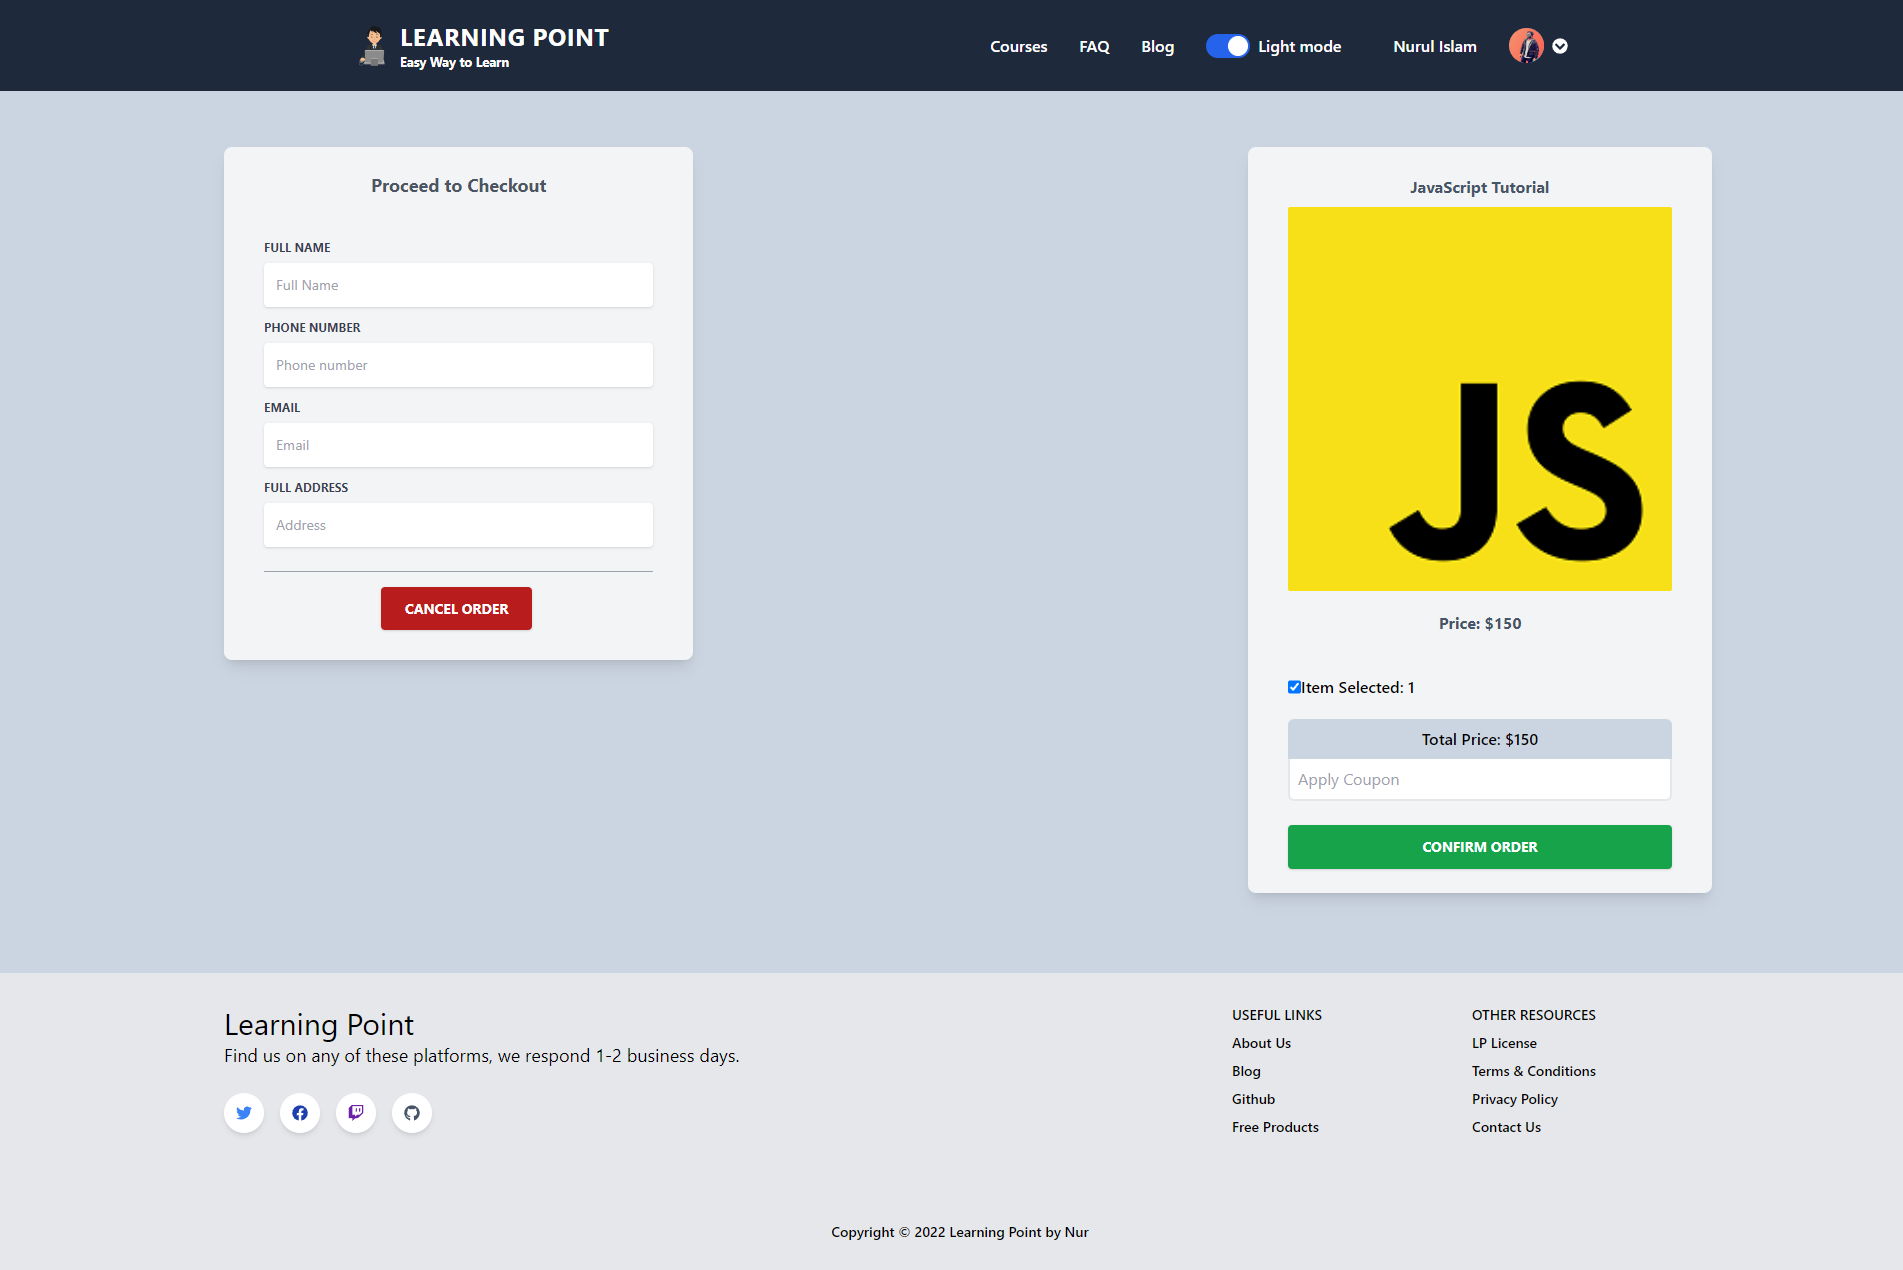 LEARNING POINT
Easy Way to Learn
Courses
FAQ
Blog
Light mode
Nurul Islam
Proceed to Checkout
FULL NAME
Full Name
PHONE NUMBER
Phone number
EMAIL
Email
FULL ADDRESS
Address
CANCEL ORDER
JavaScript Tutorial
JS
Price: $150
Item Selected: 1
Total Price: $150
Apply Coupon
CONFIRM ORDER
Learning Point
Find us on any of these platforms, we respond 1-2 business days.
USEFUL LINKS
About Us
Blog
Github
Free Products
OTHER RESOURCES
LP License
Terms & Conditions
Privacy Policy
Contact Us
Copyright © 2022 Learning Point by Nur